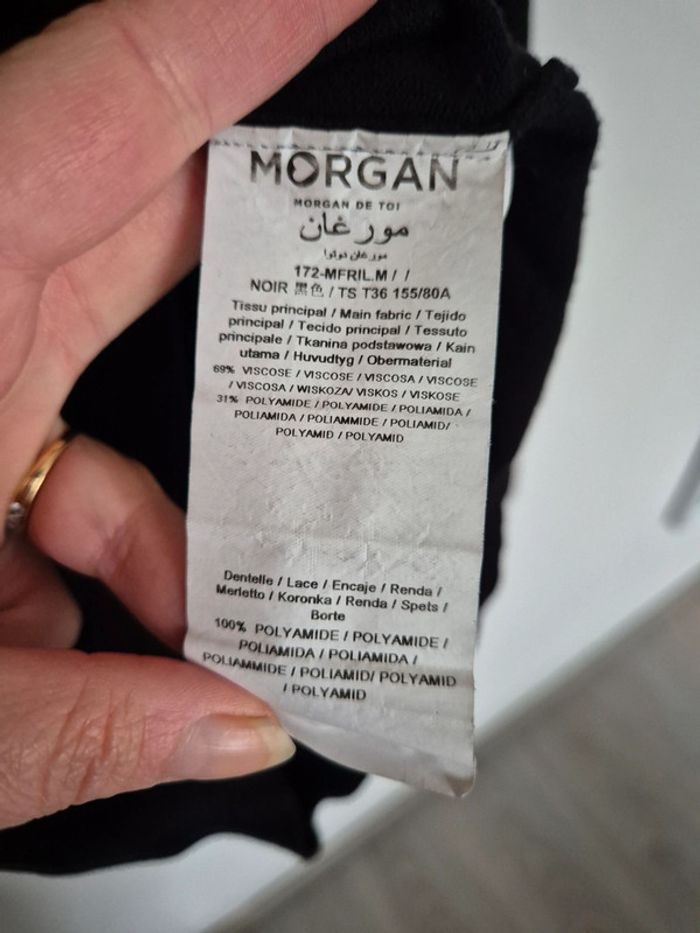 MORGAN
MORGAN DE TOI
مورغان
مورغان دوتوا
172-MFRIL.M / /
NOIR 黑色 / TS T36 155/80A
Tissu principal / Main fabric / Tejido
principal / Tecido principal / Tessuto
principale / Tkanina podstawowa / Kain
utama / Huvudtyg / Obermaterial
69% VISCOSE / VISCOSE / VISCOSA / VISCOSE
/ VISCOSA / WISKOZA/ VISKOS / VISKOSE
31% POLYAMIDE / POLYAMIDE / POLIAMIDA /
POLIAMIDA / POLIAMMIDE / POLIAMID/
POLYAMID / POLYAMID
Dentelle / Lace / Encaje / Renda /
Merletto / Koronka / Renda / Spets /
Borte
100% POLYAMIDE / POLYAMIDE /
POLIAMIDA / POLIAMIDA /
POLIAMMIDE / POLIAMID/ POLYAMID
/ POLYAMID